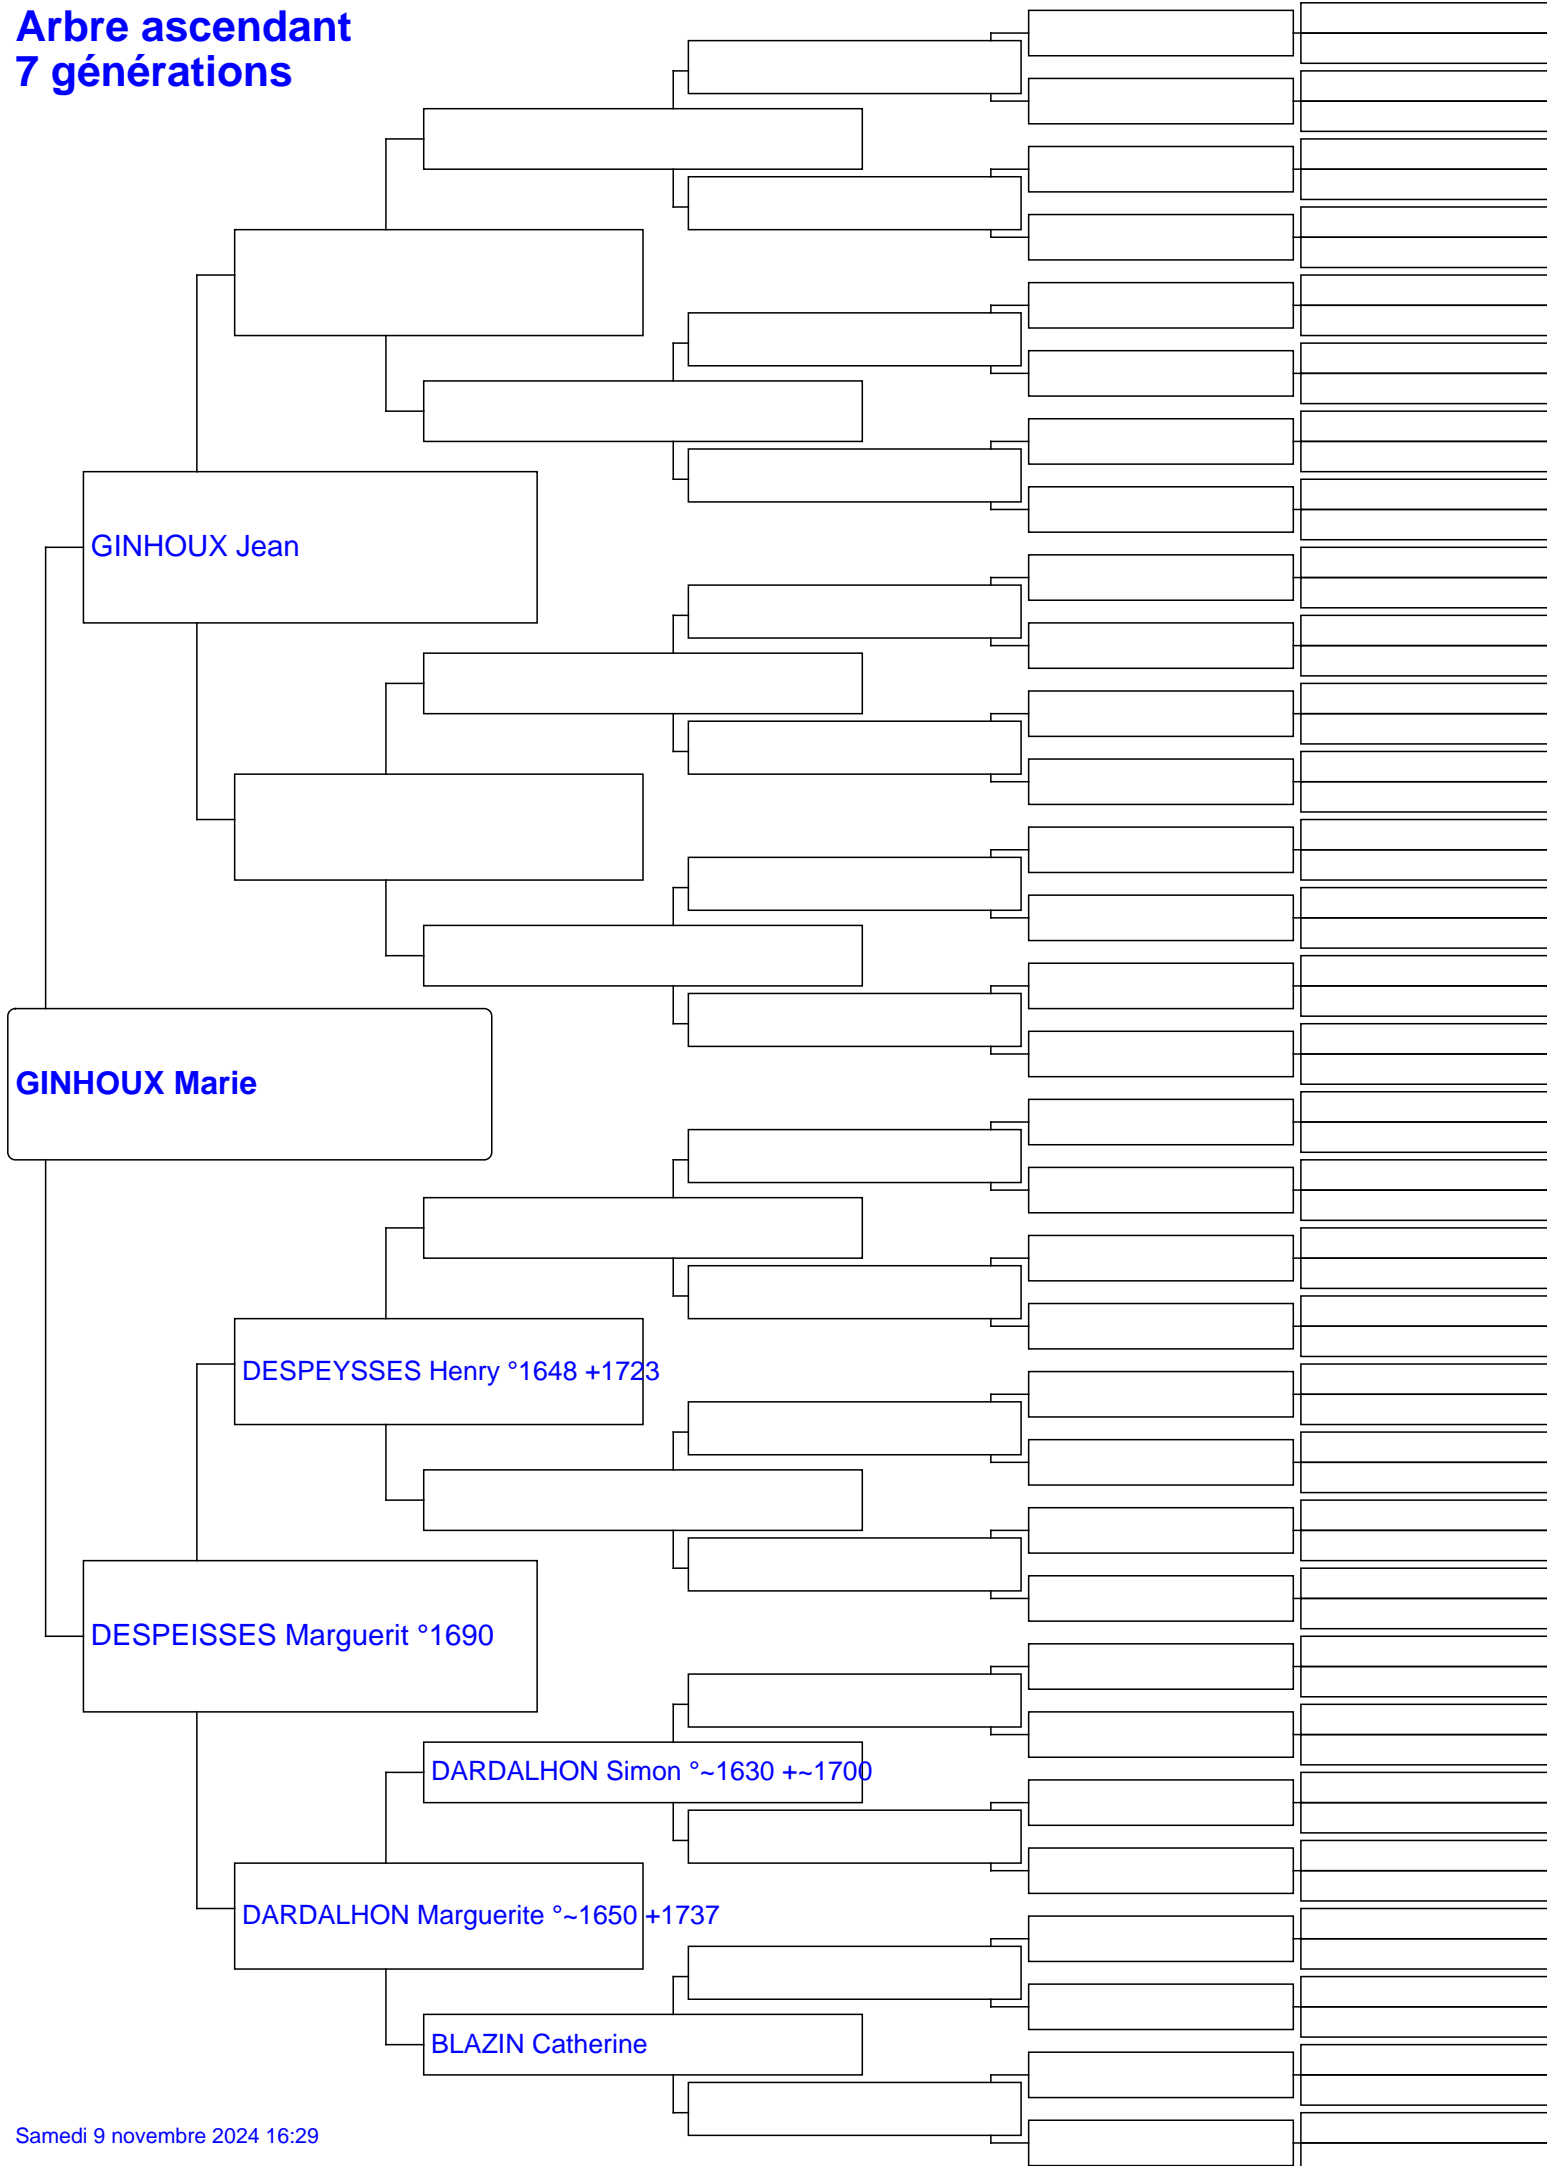 Arbre ascendant
7 générations
GINHOUX Jean
GINHOUX Marie
DESPEYSSES Henry °1648 +1723
DESPEISSES Marguerit °1690
DARDALHON Simon °~1630 +~1700
DARDALHON Marguerite °~1650 +1737
BLAZIN Catherine
Samedi 9 novembre 2024 16:29